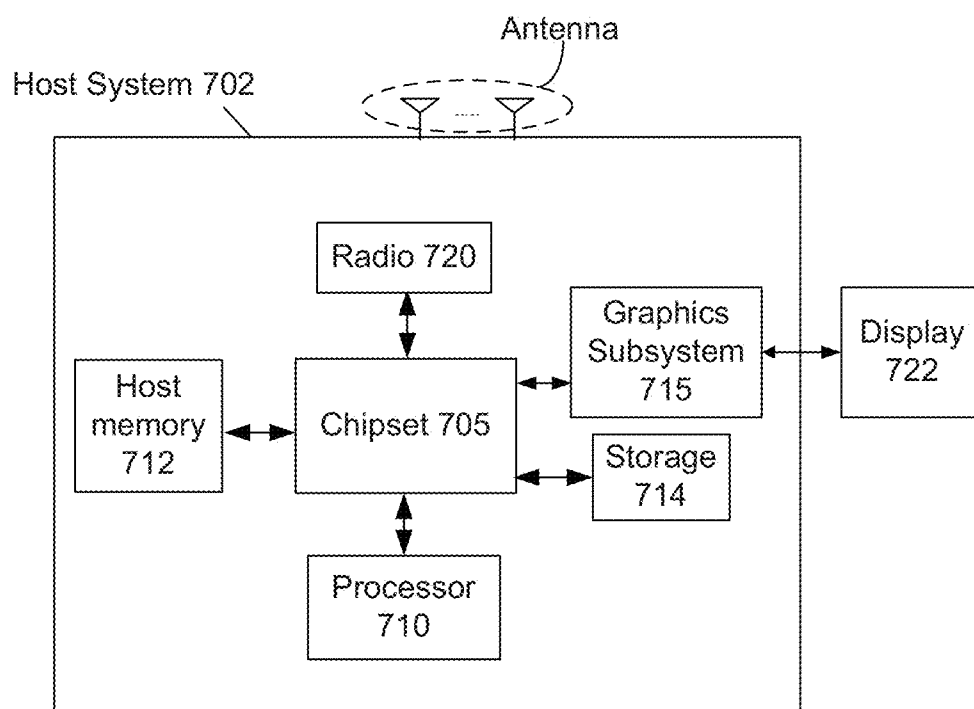 Antenna
Host System 702
.....
Radio 720
Graphics
Subsystem
715
Display
722
Host
memory
712
Chipset 705
Storage
714
Processor
710